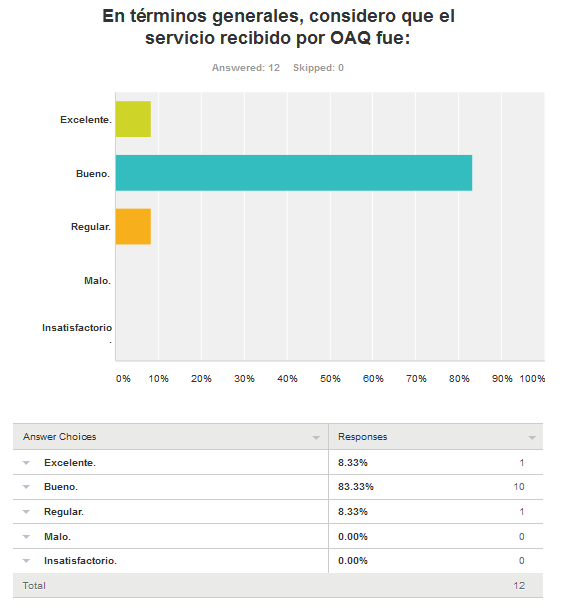 En términos generales, considero que el
servicio recibido por OAQ fue:
Answered: 12 Skipped: 0
Excelente.
Bueno.
Regular.
Malo.
Insatisfactorio
.
0% 10% 20% 30% 40% 50% 60% 70% 80% 90% 100%
Answer Choices Responses
Excelente. 8.33% 1
Bueno. 83.33% 10
Regular. 8.33% 1
Malo. 0.00% 0
Insatisfactorio. 0.00% 0
Total 12